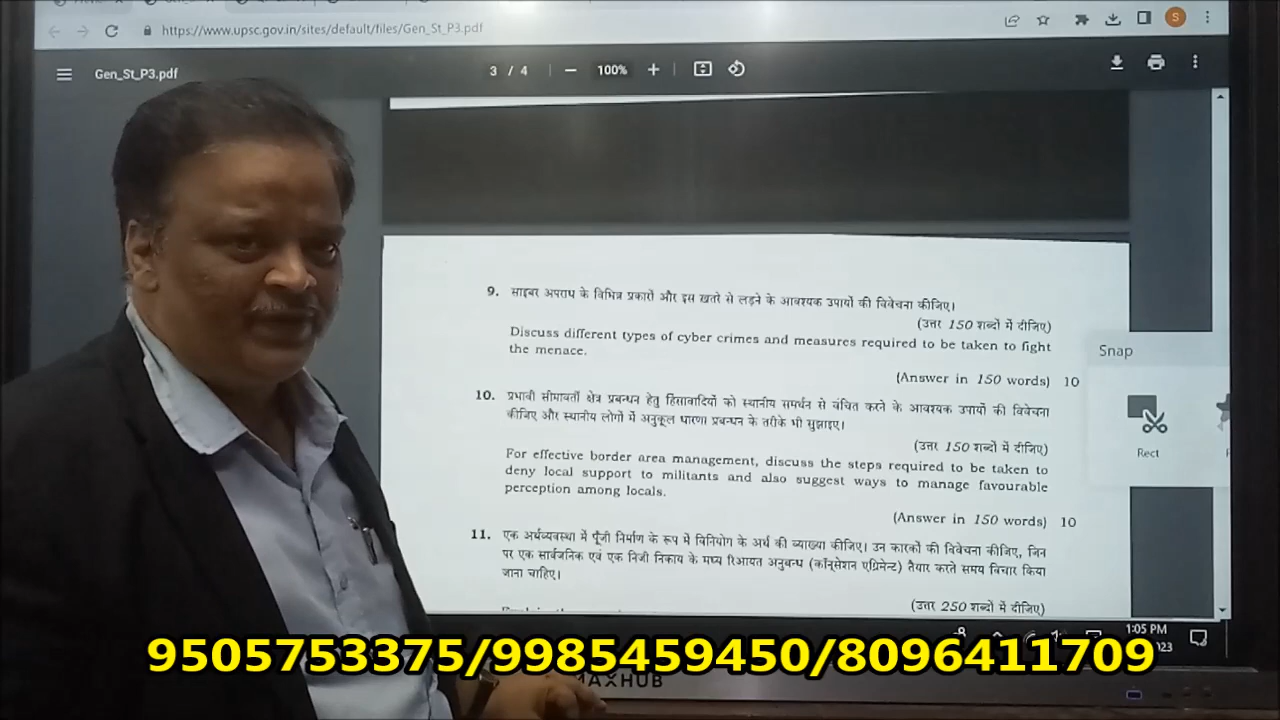 https://www.upsc.gov.in/sites/default/files/Gen_St_P3.pdf
S
Gen_St_P3.pdf
3 / 4
100%
9. साइबर अपराध के विभिन्न प्रकारों और इस खतरे से लड़ने के आवश्यक उपायों की विवेचना कीजिए।
(उत्तर 150 शब्दों में दीजिए)
Discuss different types of cyber crimes and measures required to be taken to fight
the menace.
(Answer in 150 words) 10
Snap
Rect
10. प्रभावी सीमावर्ती क्षेत्र प्रबन्धन हेतु हिंसावादियों को स्थानीय समर्थन से वंचित करने के आवश्यक उपायों की विवेचना
कीजिए और स्थानीय लोगों में अनुकूल धारणा प्रबन्धन के तरीके भी सुझाइए।
(उत्तर 150 शब्दों में दीजिए)
For effective border area management, discuss the steps required to be taken to
deny local support to militants and also suggest ways to manage favourable
perception among locals.
(Answer in 150 words) 10
11. एक अर्थव्यवस्था में पूँजी निर्माण के रूप में विनियोग के अर्थ की व्याख्या कीजिए। उन कारकों की विवेचना कीजिए, जिन
पर एक सार्वजनिक एवं एक निजी निकाय के मध्य रिआयत अनुबन्ध (कॉन्सेशन एग्रिमेन्ट) तैयार करते समय विचार किया
जाना चाहिए।
(उत्तर 250 शब्दों में दीजिए)
1:05 PM
9505753375/9985459450/8096411709
MAXHUB